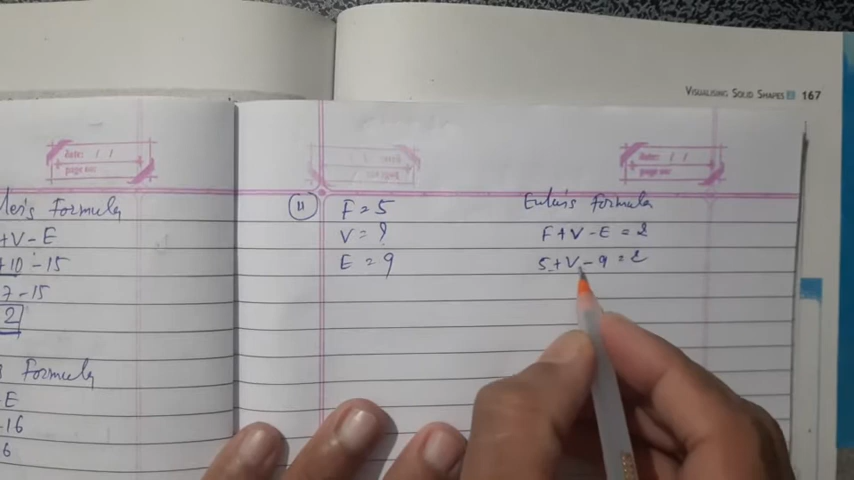 VISUALISING SOLID SHAPES 167
date: / /
page no:
date: / /
page no:
ler's Formula
+V-E
+10-15
7-15
2
Formula
-E
-16
6
11 F = 5
V = ?
E = 9
Euler's formula
F+V-E = 2
5+V-9 = 2